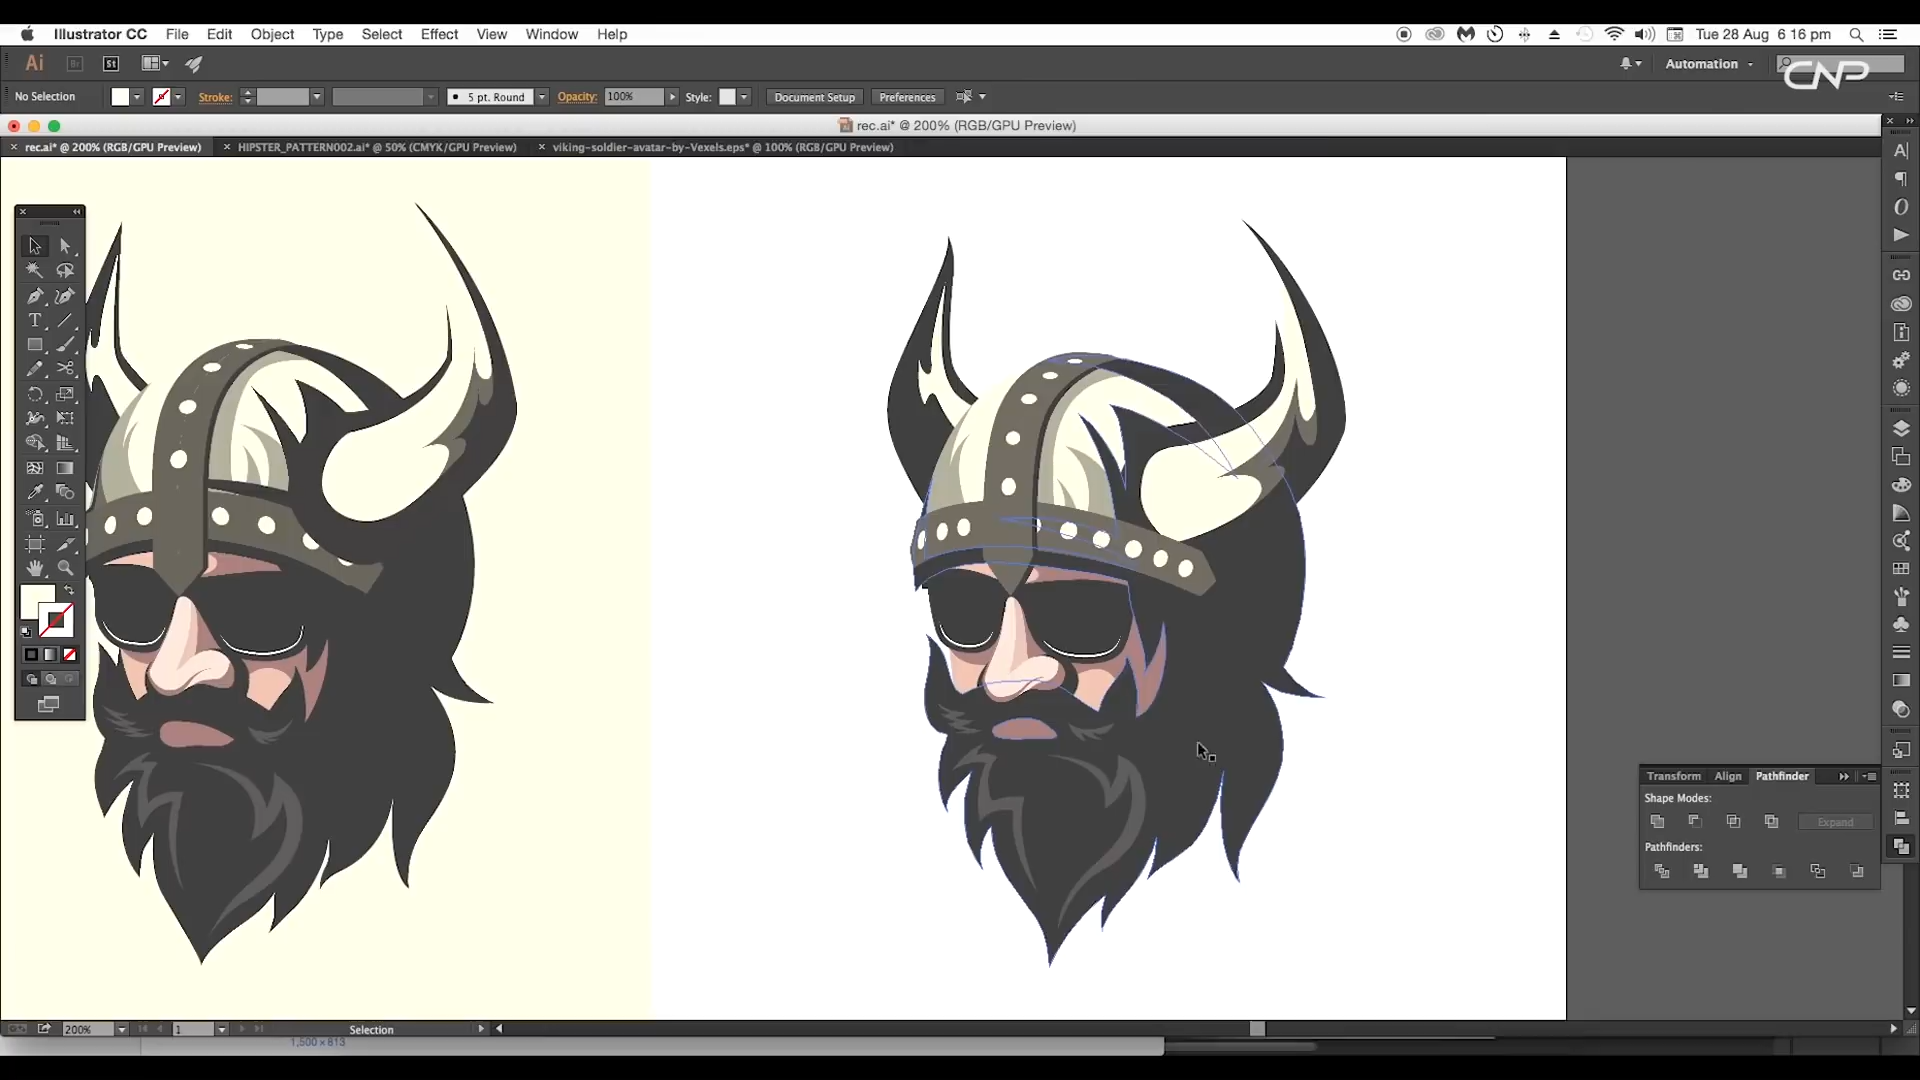 Illustrator CC File Edit Object Type Select Effect View Window Help
Tue 28 Aug 6 16 pm
Ai Br St
Automation
CNP
No Selection
Stroke:
5 pt. Round
Opacity: 100%
Style:
Document Setup
Preferences
rec.ai* @ 200% (RGB/GPU Preview)
rec.ai* @ 200% (RGB/GPU Preview)
HIPSTER_PATTERN002.ai* @ 50% (CMYK/GPU Preview)
viking-soldier-avatar-by-Vexels.eps* @ 100% (RGB/GPU Preview)
Transform Align Pathfinder
Shape Modes:
Expand
Pathfinders:
200%
1
Selection
1,500 × 813